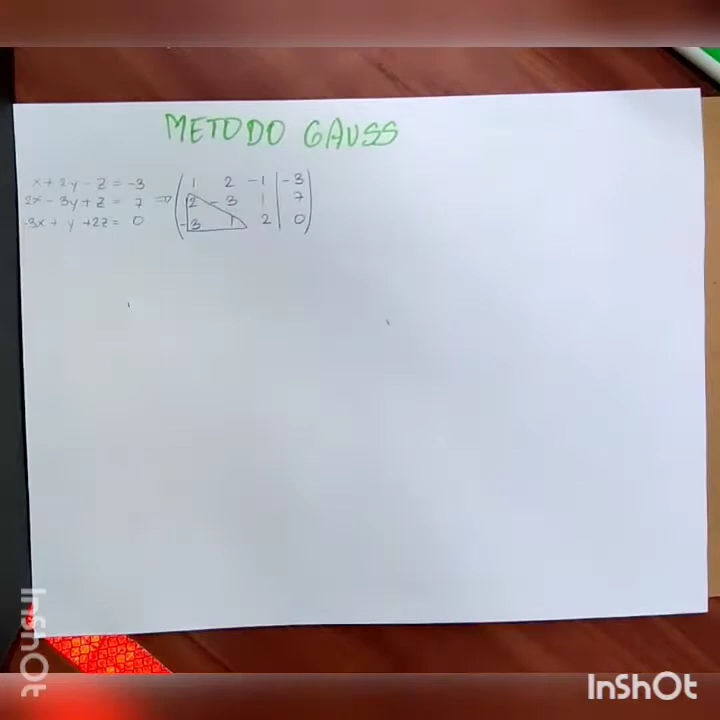 METODO GAUSS
x + 2y - z = -3
2x - 3y + z = 7
-3x + y + 2z = 0
⇒
1 2 -1 | -3
2 -3 1 | 7
-3 1 2 | 0
InShOt
InShOt